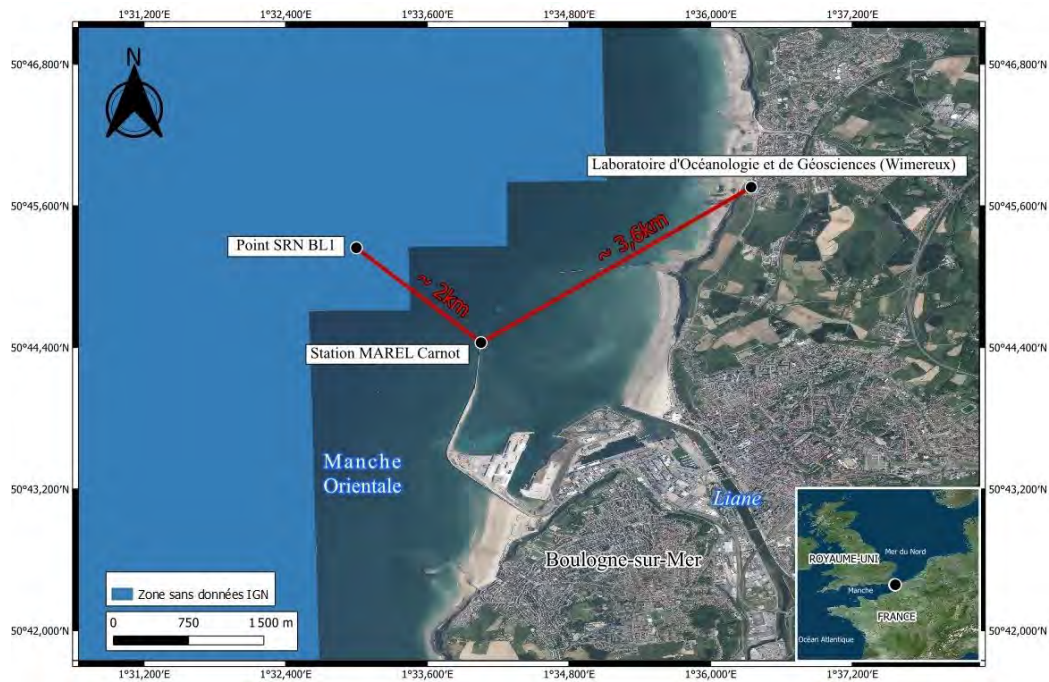 1°31,200'E 1°32,400'E 1°33,600'E 1°34,800'E 1°36,000'E 1°37,200'E
50°46,800'N 50°46,800'N
N
Laboratoire d'Océanologie et de Géosciences (Wimereux)
50°45,600'N 50°45,600'N
~ 3,6km
Point SRN BL1
~ 2km
50°44,400'N 50°44,400'N
Station MAREL Carnot
Manche
Orientale
50°43,200'N 50°43,200'N
Liane
Boulogne-sur-Mer
ROYAUME-UNI
Mer du Nord
Manche
FRANCE
Océan Atlantique
Zone sans données IGN
0 750 1 500 m
50°42,000'N 50°42,000'N
1°31,200'E 1°32,400'E 1°33,600'E 1°34,800'E 1°36,000'E 1°37,200'E